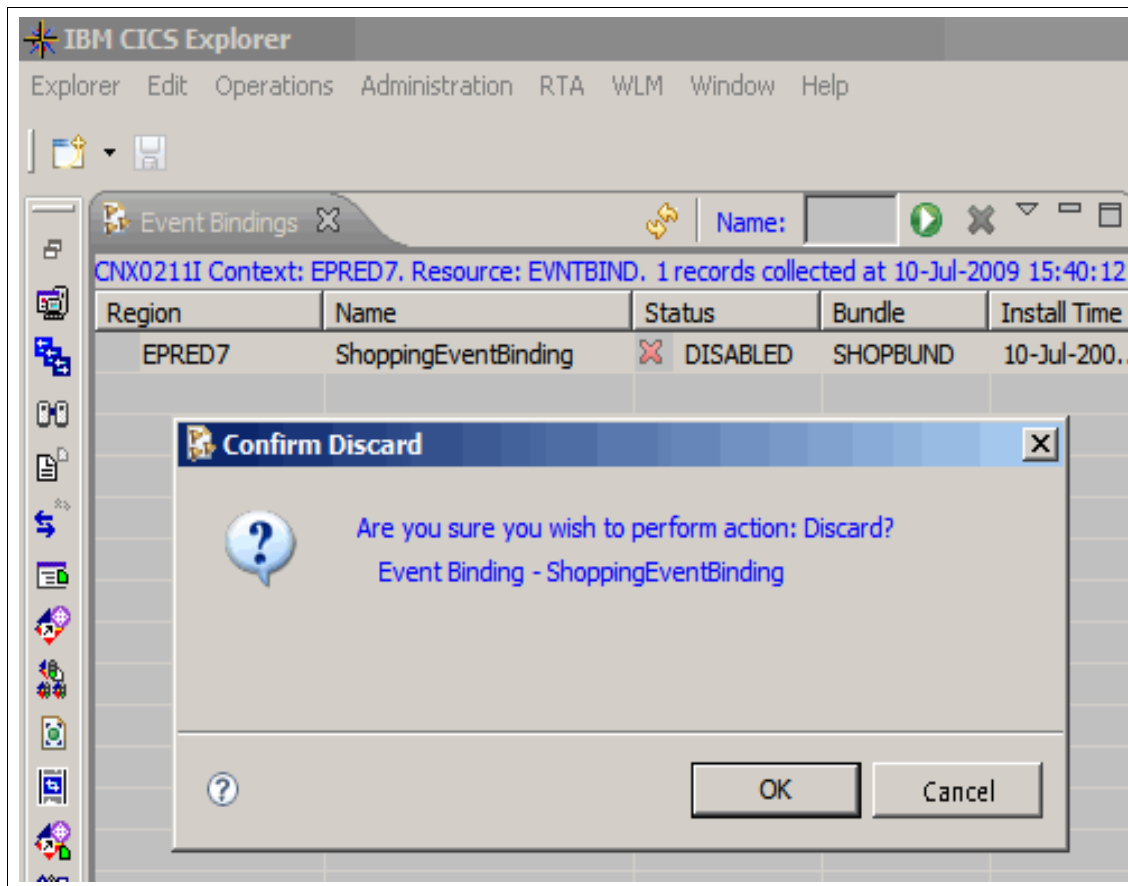 IBM CICS Explorer
Explorer Edit Operations Administration RTA WLM Window Help
Event Bindings Name:
CNX0211I Context: EPRED7. Resource: EVNTBIND. 1 records collected at 10-Jul-2009 15:40:12
Region Name Status Bundle Install Time
EPRED7 ShoppingEventBinding DISABLED SHOPBUND 10-Jul-200..
Confirm Discard
Are you sure you wish to perform action: Discard?
Event Binding - ShoppingEventBinding
OK Cancel